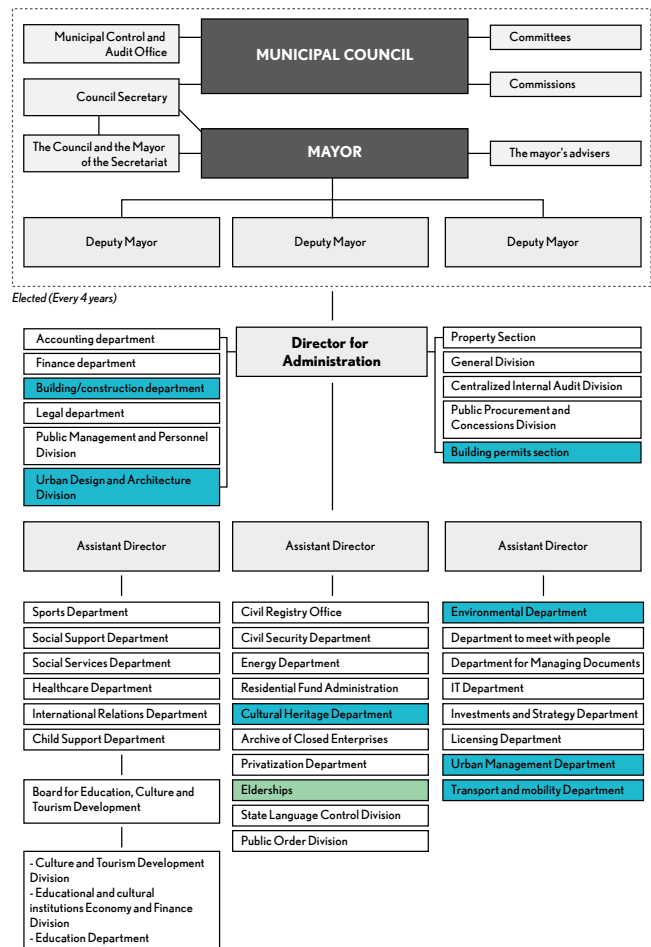 Municipal Control and
Audit Office
MUNICIPAL COUNCIL
Committees
Council Secretary
Commissions
The Council and the Mayor
of the Secretariat
MAYOR
The mayor's advisers
Deputy Mayor
Deputy Mayor
Deputy Mayor
Elected (Every 4 years)
Director for
Administration
Accounting department
Finance department
Building/construction department
Legal department
Public Management and Personnel
Division
Urban Design and Architecture
Division
Property Section
General Division
Centralized Internal Audit Division
Public Procurement and
Concessions Division
Building permits section
Assistant Director
Assistant Director
Assistant Director
Sports Department
Social Support Department
Social Services Department
Healthcare Department
International Relations Department
Child Support Department
Board for Education, Culture and
Tourism Development
- Culture and Tourism Development
Division
- Educational and cultural
institutions Economy and Finance
Division
- Education Department
Civil Registry Office
Civil Security Department
Energy Department
Residential Fund Administration
Cultural Heritage Department
Archive of Closed Enterprises
Privatization Department
Elderships
State Language Control Division
Public Order Division
Environmental Department
Department to meet with people
Department for Managing Documents
IT Department
Investments and Strategy Department
Licensing Department
Urban Management Department
Transport and mobility Department